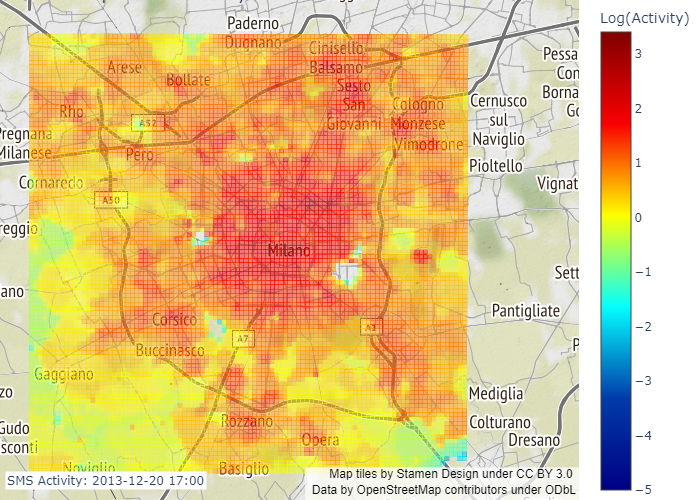 Paderno
Dugnano
Log(Activity)
Cinisello
Balsamo
Arese
Bollate
Sesto
San
Giovanni
Pessa
Con
Borna
Go
Rho
A52
Cologno
Monzese
Cernusco
sul
Naviglio
Pregnana
Milanese
Pero
Vimodrone
Pioltello
Cornaredo
A50
Vignat
reggio
Milano
Sett
ano
Pantigliate
Corsico
A7
A1
Buccinasco
P
Gaggiano
zo
Mediglia
Gudo
sconti
Rozzano
Opera
Colturano
Dresano
Noviglio
Basiglio
SMS Activity: 2013-12-20 17:00
Map tiles by Stamen Design under CC BY 3.0
Data by OpenStreetMap contributors under ODbL
3
2
1
0
−1
−2
−3
−4
−5